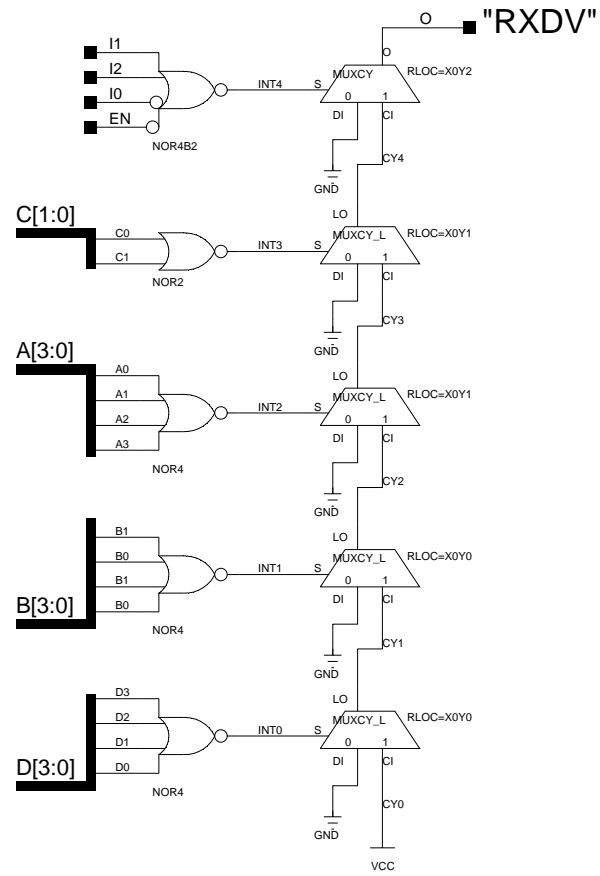 O "RXDV"
I1
I2
I0
EN
NOR4B2
INT4
S
MUXCY
O
RLOC=X0Y2
0 1
DI CI
GND
CY4
C[1:0]
C0
C1
NOR2
INT3
S
LO
MUXCY_L
RLOC=X0Y1
0 1
DI CI
GND
CY3
A[3:0]
A0
A1
A2
A3
NOR4
INT2
S
LO
MUXCY_L
RLOC=X0Y1
0 1
DI CI
GND
CY2
B[3:0]
B1
B0
B1
B0
NOR4
INT1
S
LO
MUXCY_L
RLOC=X0Y0
0 1
DI CI
GND
CY1
D[3:0]
D3
D2
D1
D0
NOR4
INT0
S
LO
MUXCY_L
RLOC=X0Y0
0 1
DI CI
GND
CY0
VCC